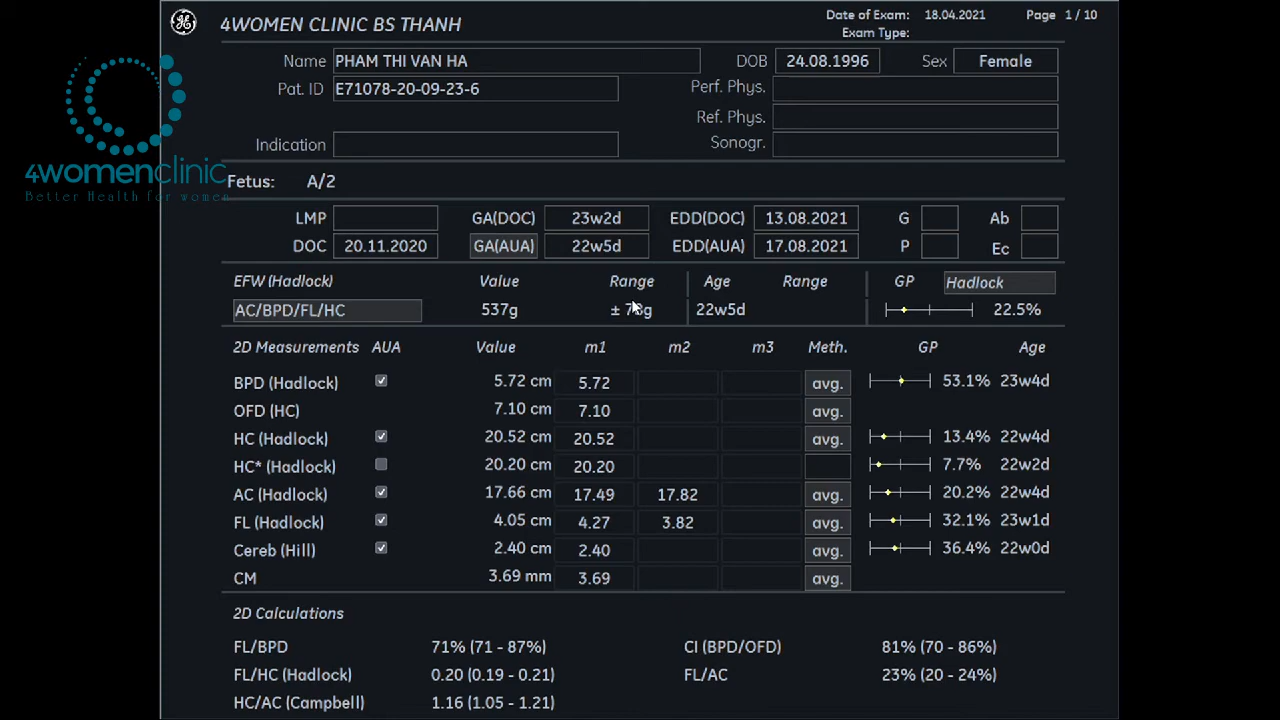 4WOMEN CLINIC BS THANH Date of Exam: 18.04.2021 Page 1 / 10
Exam Type:
Name PHAM THI VAN HA DOB 24.08.1996 Sex Female
Pat. ID E71078-20-09-23-6 Perf. Phys.
Ref. Phys.
Indication Sonogr.
4womenclinic
Better Health for women
Fetus: A/2
LMP GA(DOC) 23w2d EDD(DOC) 13.08.2021 G Ab
DOC 20.11.2020 GA(AUA) 22w5d EDD(AUA) 17.08.2021 P Ec
EFW (Hadlock) Value Range Age Range GP Hadlock
AC/BPD/FL/HC 537g ± 22w5d 22.5%
2D Measurements AUA Value m1 m2 m3 Meth. GP Age
BPD (Hadlock) 5.72 cm 5.72 avg. 53.1% 23w4d
OFD (HC) 7.10 cm 7.10 avg.
HC (Hadlock) 20.52 cm 20.52 avg. 13.4% 22w4d
HC* (Hadlock) 20.20 cm 20.20 7.7% 22w2d
AC (Hadlock) 17.66 cm 17.49 17.82 avg. 20.2% 22w4d
FL (Hadlock) 4.05 cm 4.27 3.82 avg. 32.1% 23w1d
Cereb (Hill) 2.40 cm 2.40 avg. 36.4% 22w0d
CM 3.69 mm 3.69 avg.
2D Calculations
FL/BPD 71% (71 - 87%) CI (BPD/OFD) 81% (70 - 86%)
FL/HC (Hadlock) 0.20 (0.19 - 0.21) FL/AC 23% (20 - 24%)
HC/AC (Campbell) 1.16 (1.05 - 1.21)